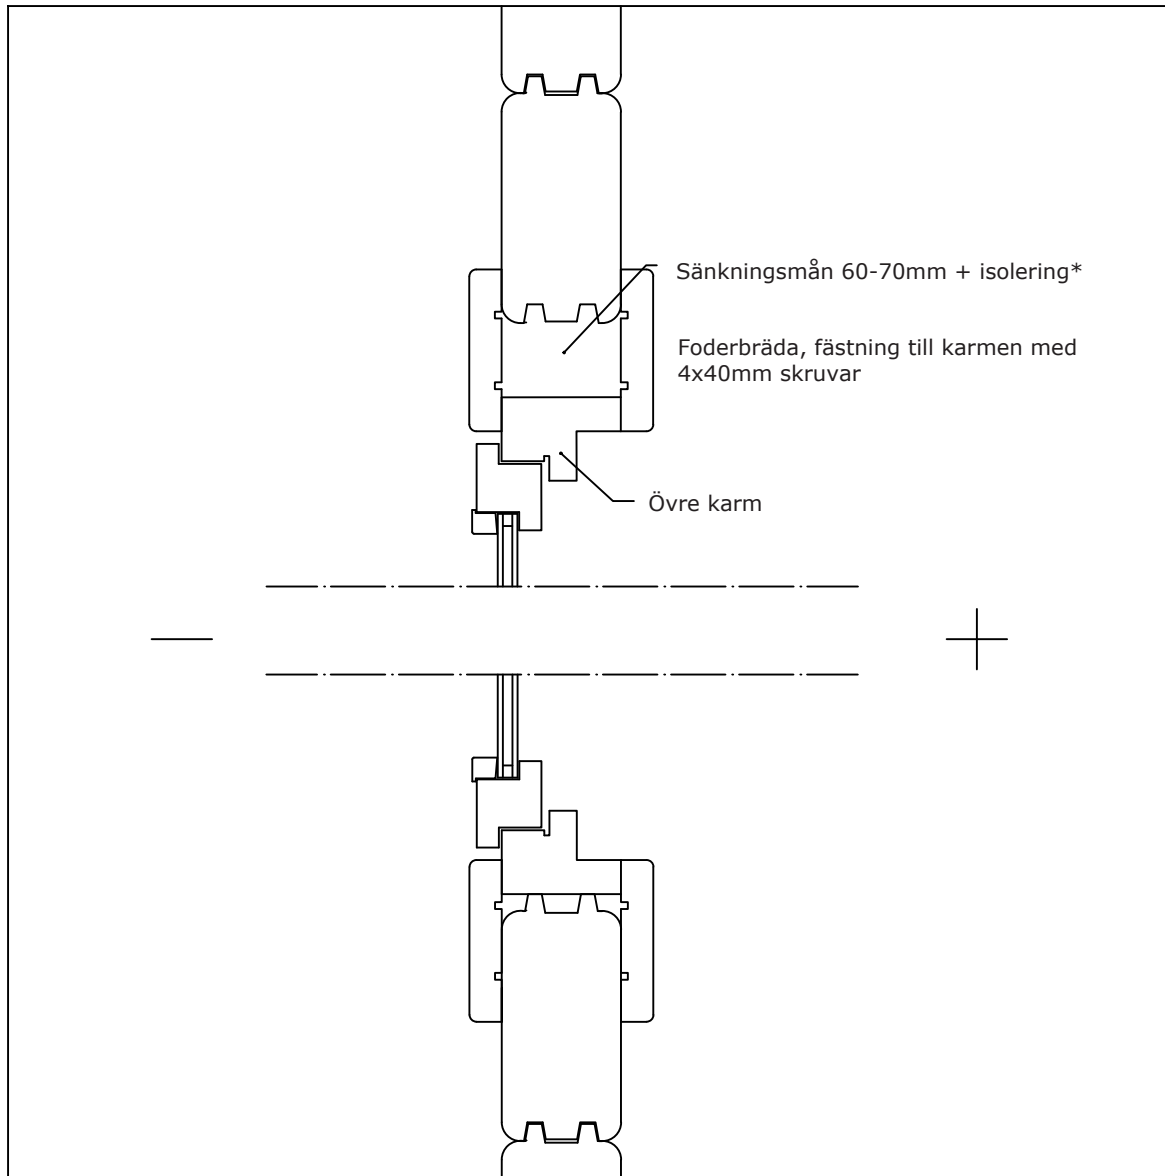 Sänkningsmån 60-70mm + isolering*
Foderbräda, fästning till karmen med
4x40mm skruvar
Övre karm